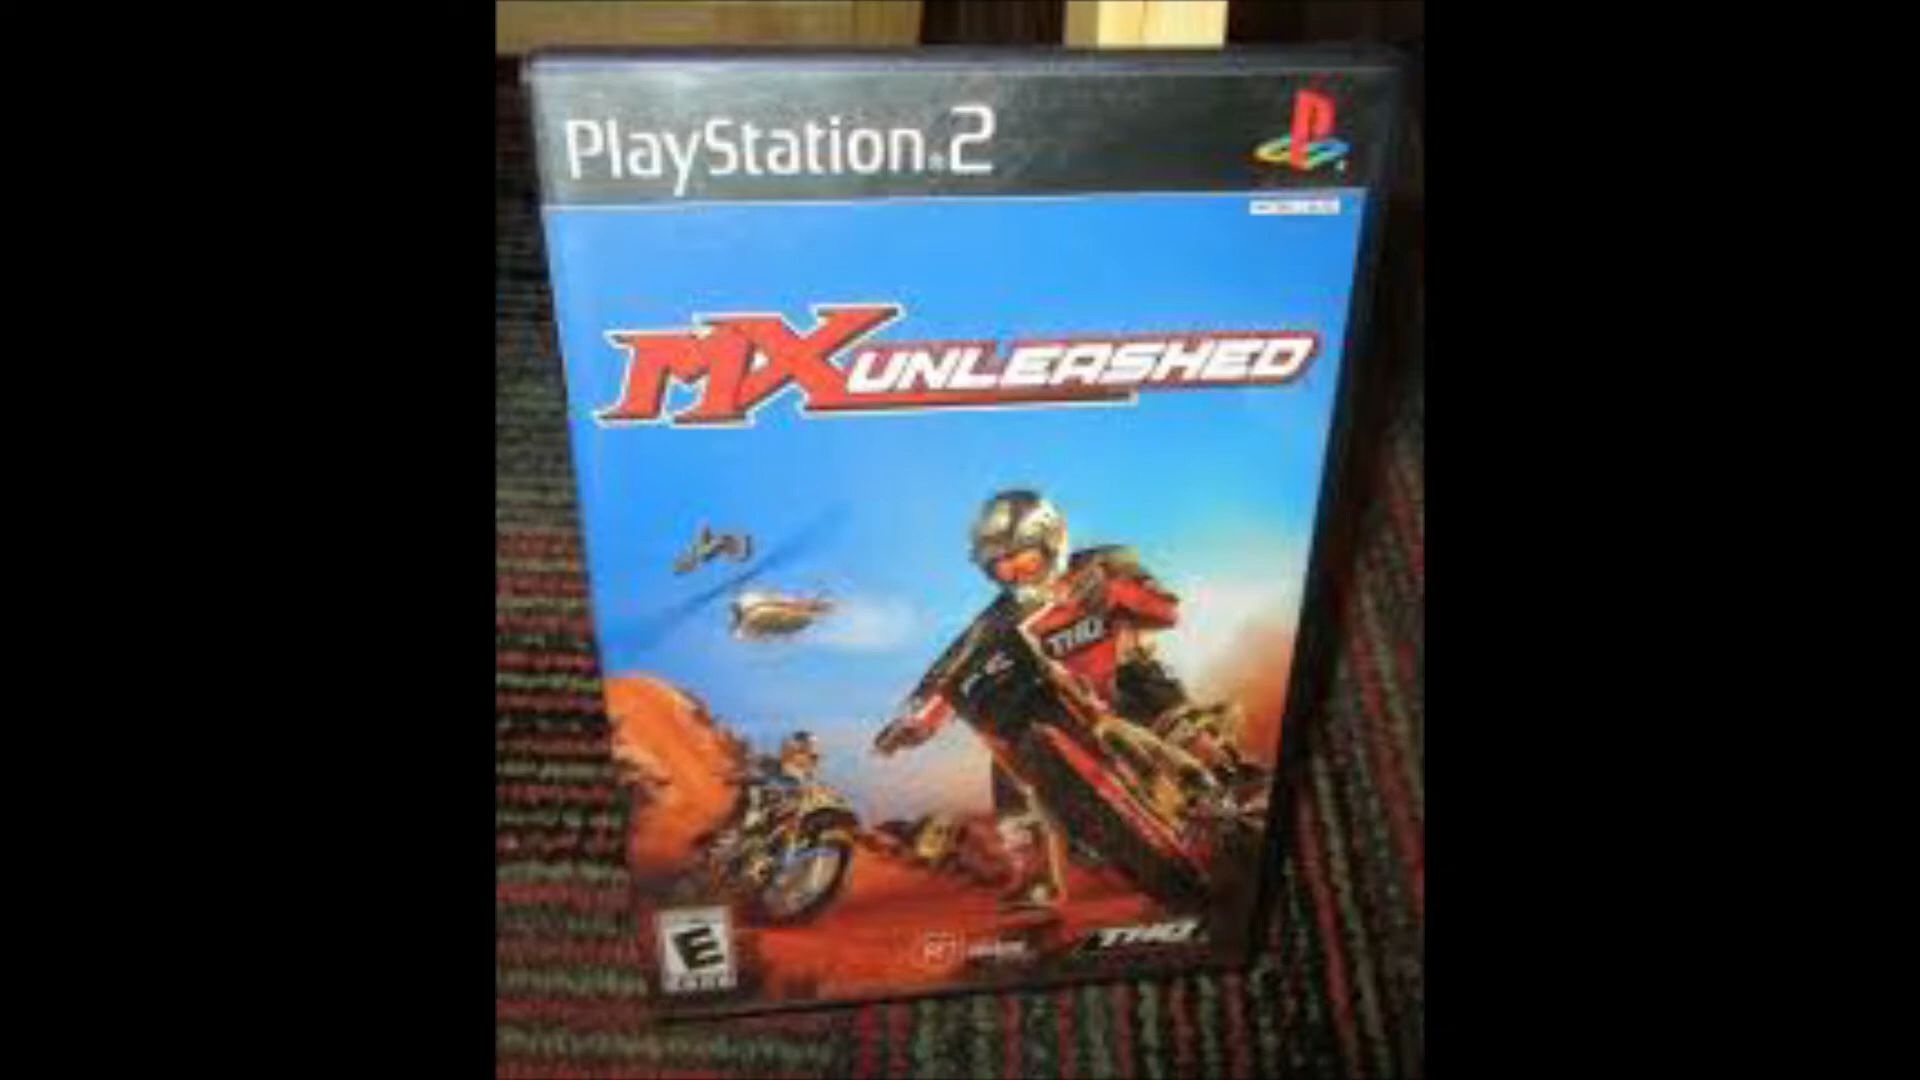 PlayStation®2
MX UNLEASHED
THQ
E
THQ